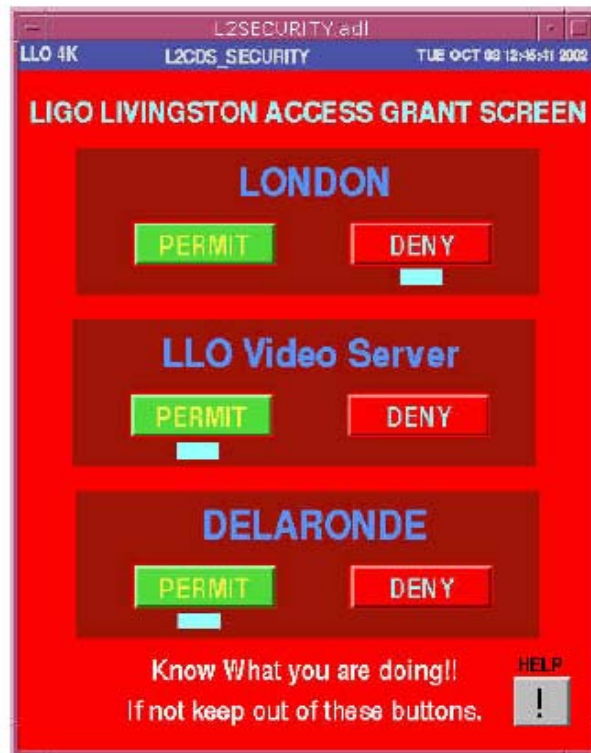 L2SECURITY.adl
LLO 4K L2CDS_SECURITY TUE OCT 08 12:45:41 2002
LIGO LIVINGSTON ACCESS GRANT SCREEN
LONDON
PERMIT DENY
LLO Video Server
PERMIT DENY
DELARONDE
PERMIT DENY
Know What you are doing!!
If not keep out of these buttons.
HELP
!